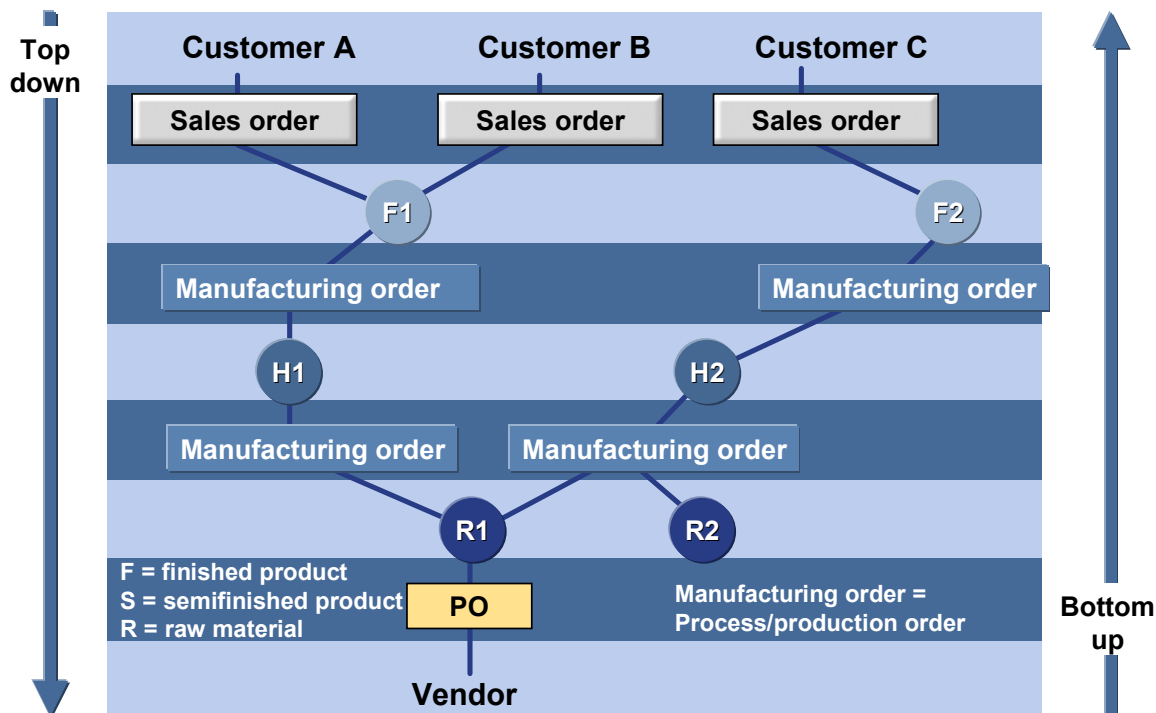 Top
down
Customer A
Customer B
Customer C
Sales order
Sales order
Sales order
F1
F2
Manufacturing order
Manufacturing order
H1
H2
Manufacturing order
Manufacturing order
R1
R2
F = finished product
S = semifinished product
R = raw material
PO
Manufacturing order =
Process/production order
Bottom
up
Vendor